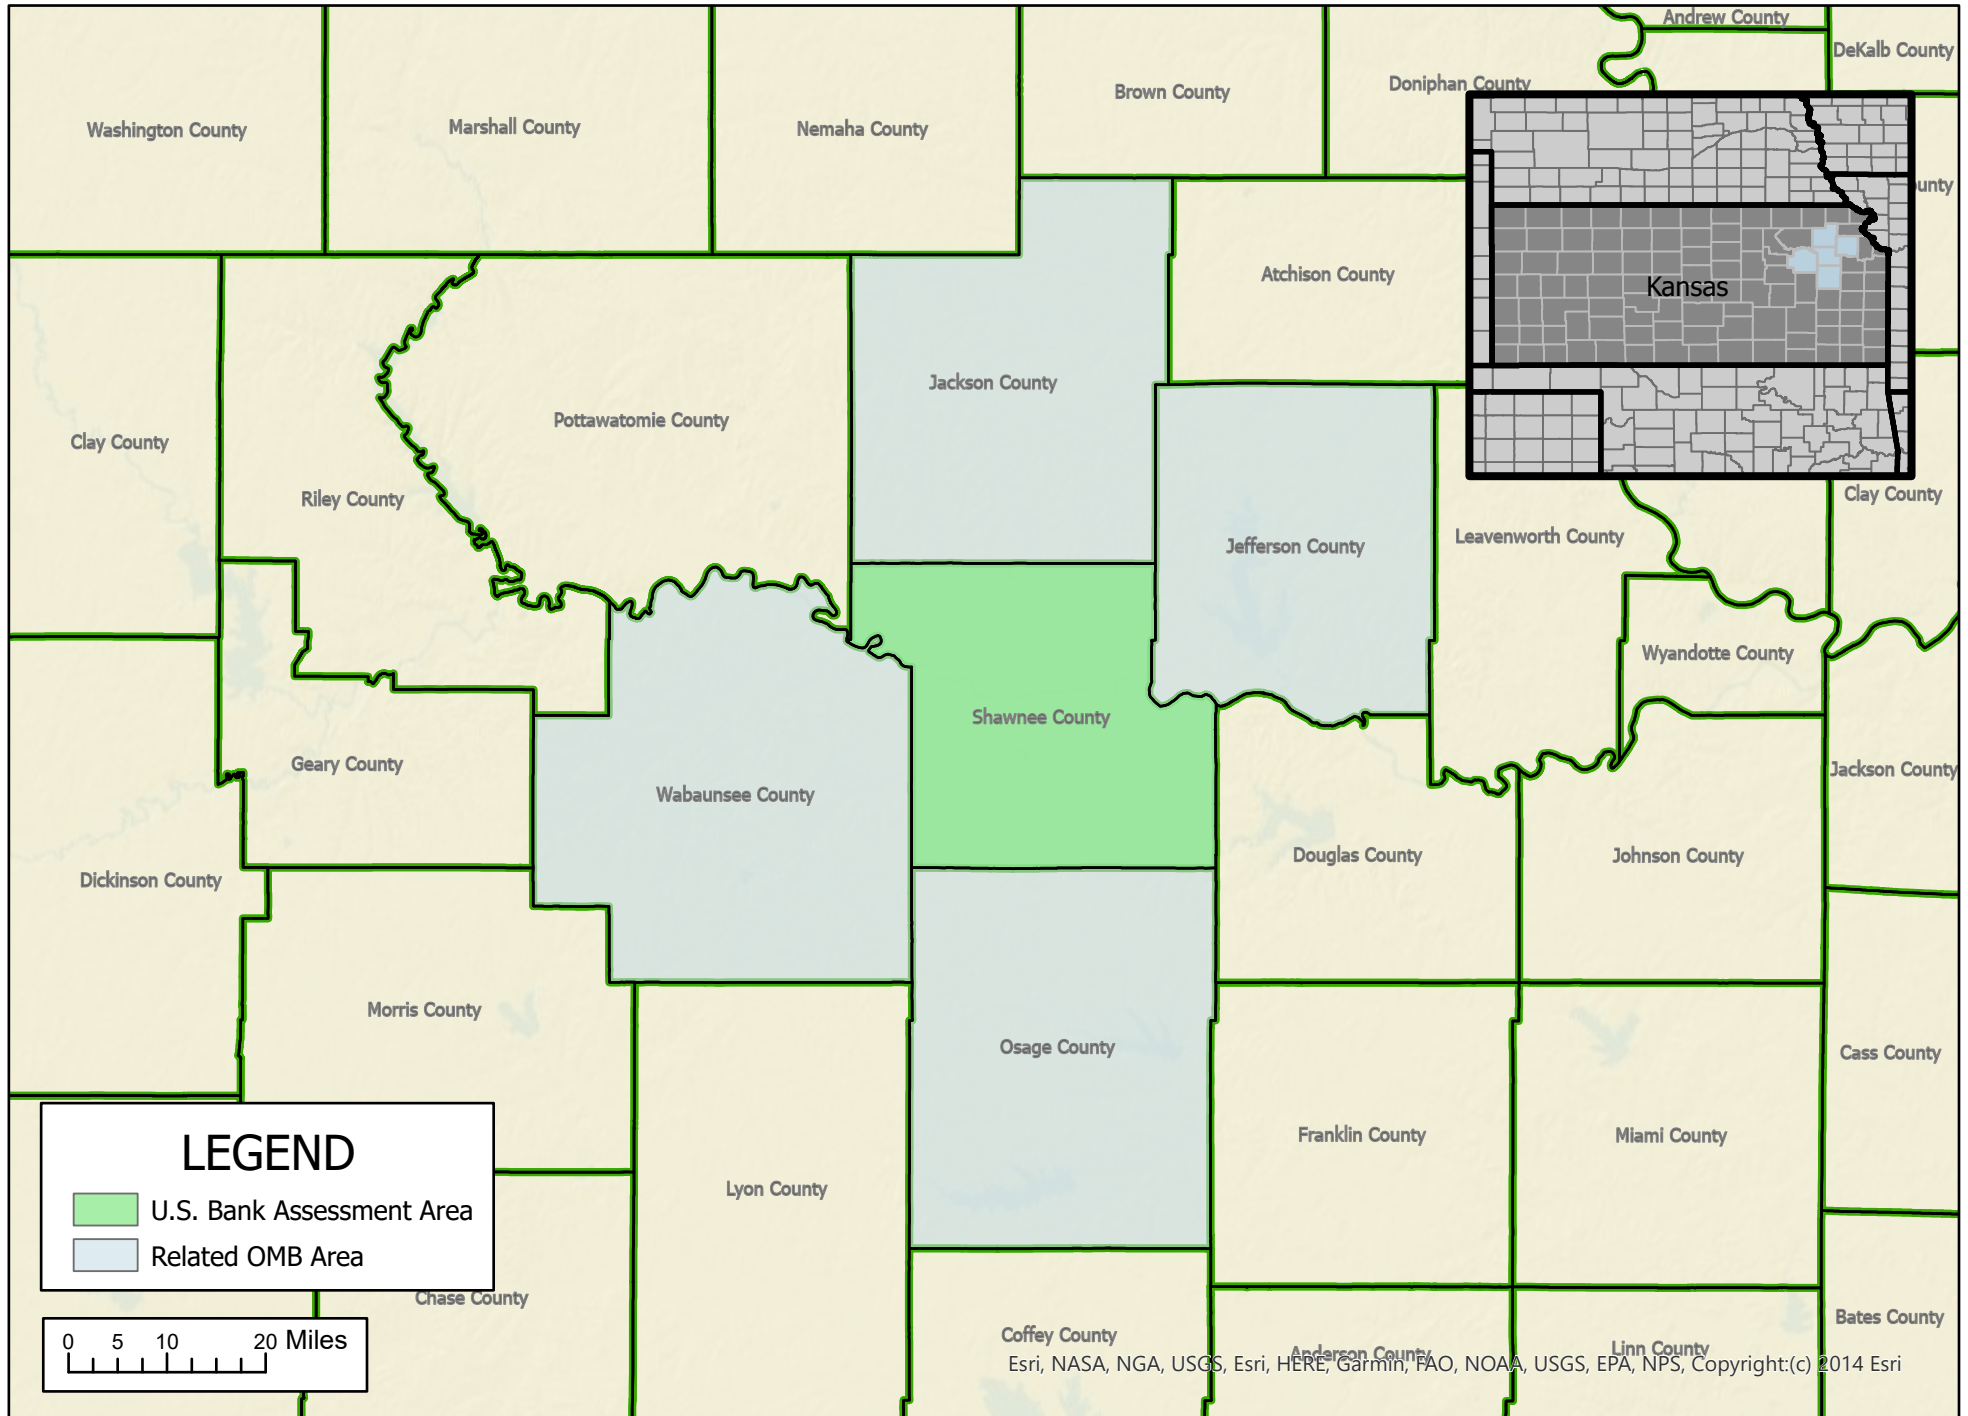 Andrew County
DeKalb County
Doniphan County
Brown County
Nemaha County
Marshall County
Washington County
unty
Atchison County
Kansas
Jackson County
Pottawatomie County
Clay County
Riley County
Clay County
Leavenworth County
Jefferson County
Wyandotte County
Shawnee County
Geary County
Jackson County
Wabaunsee County
Douglas County
Johnson County
Dickinson County
Morris County
Osage County
Cass County
Franklin County
Miami County
LEGEND
U.S. Bank Assessment Area
Related OMB Area
Lyon County
Chase County
Coffey County
Bates County
Anderson County
Linn County
0 5 10 20 Miles
Esri, NASA, NGA, USGS, Esri, HERE, Garmin, FAO, NOAA, USGS, EPA, NPS, Copyright:(c) 2014 Esri